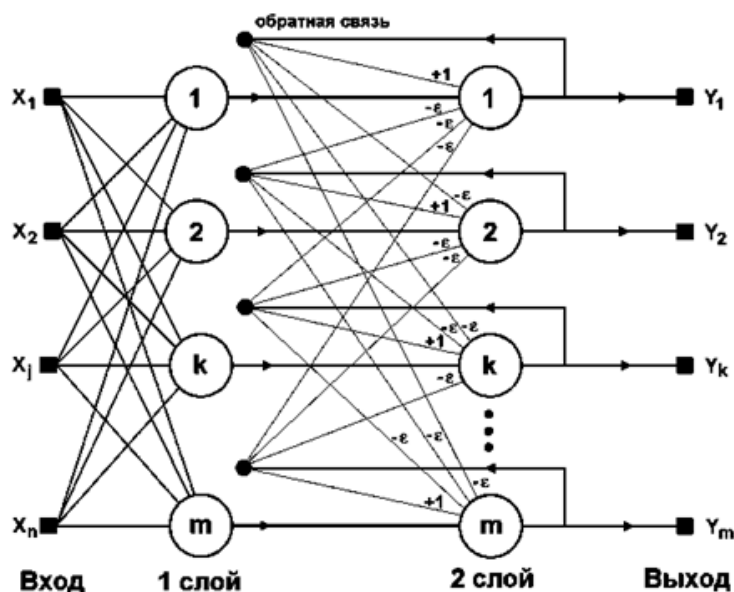 обратная связь
X1 1 +1 1 Y1
-ε
-ε
-ε
X2 2 +1 -ε 2 Y2
-ε
-ε
Xj k +1 -ε -ε k Yk
-ε
-ε -ε
-ε
Xn m +1 m Ym
Вход 1 слой 2 слой Выход